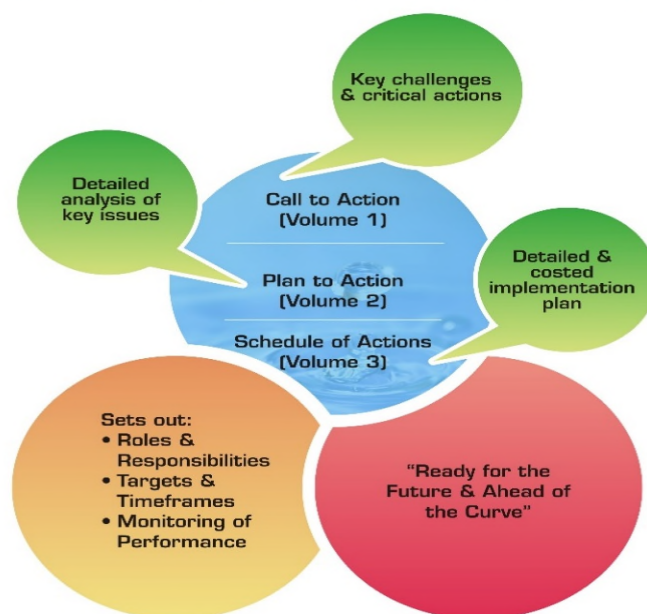 Key challenges
& critical actions
Detailed
analysis of
key issues
Call to Action
(Volume 1)
Plan to Action
(Volume 2)
Schedule of Actions
(Volume 3)
Detailed &
costed
implementation
plan
Sets out:
• Roles &
Responsibilities
• Targets &
Timeframes
• Monitoring of
Performance
“Ready for the
Future & Ahead of
the Curve”